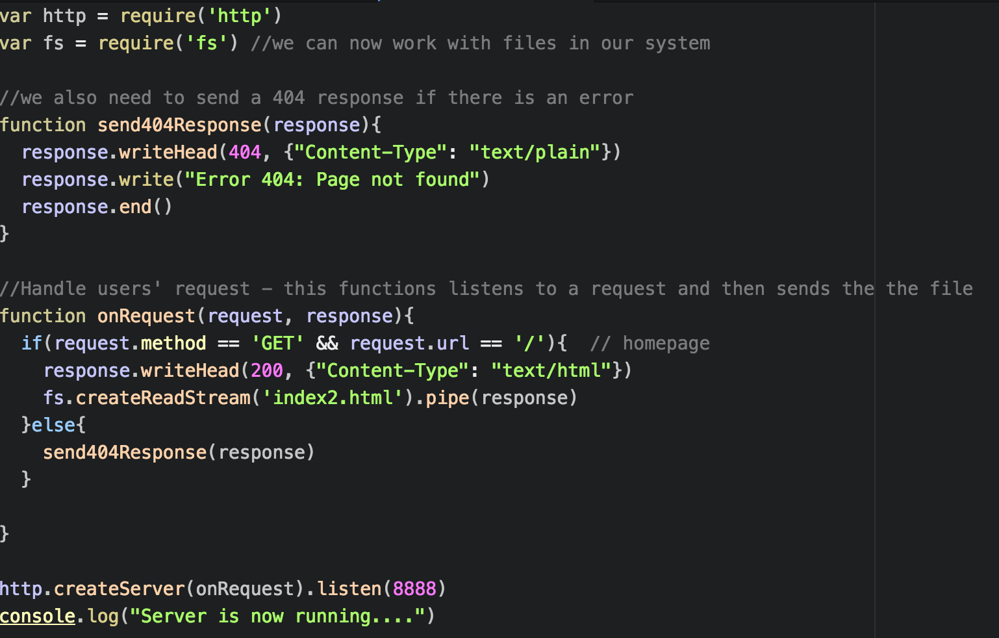 var http = require('http')
var fs = require('fs') //we can now work with files in our system
//we also need to send a 404 response if there is an error
function send404Response(response){
  response.writeHead(404, {"Content-Type": "text/plain"})
  response.write("Error 404: Page not found")
  response.end()
}
//Handle users' request - this functions listens to a request and then sends the the file
function onRequest(request, response){
  if(request.method == 'GET' && request.url == '/'){  // homepage
    response.writeHead(200, {"Content-Type": "text/html"})
    fs.createReadStream('index2.html').pipe(response)
  }else{
    send404Response(response)
  }
}
http.createServer(onRequest).listen(8888)
console.log("Server is now running....")